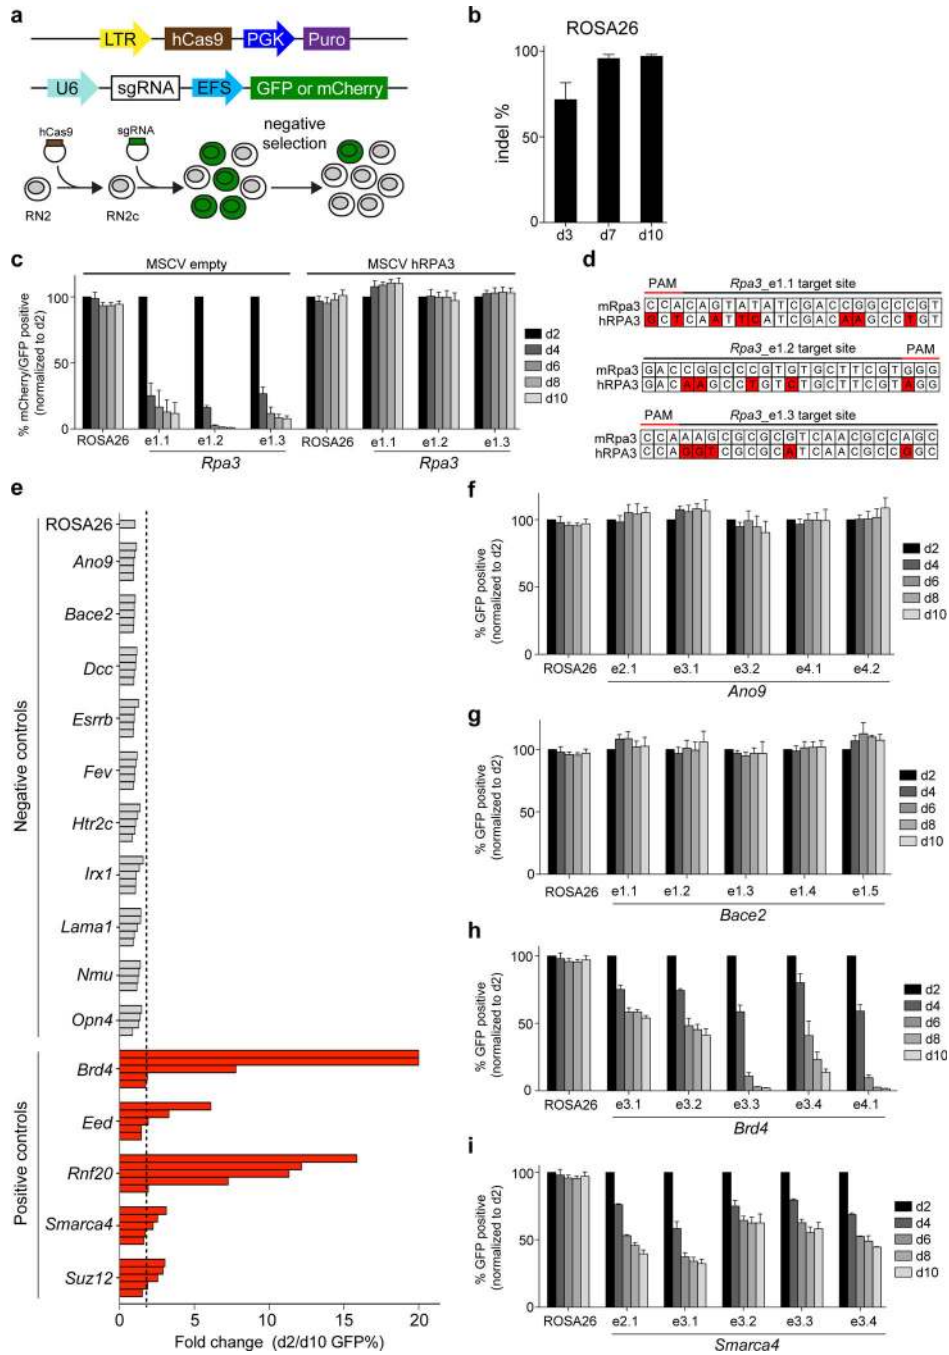 a
LTR hCas9 PGK Puro
U6 sgRNA EFS GFP or mCherry
hCas9 sgRNA negative selection
RN2 RN2c
b
ROSA26
indel %
100
50
0
d3 d7 d10
c
MSCV empty MSCV hRPA3
% mCherry/GFP positive
(normalized to d2)
100
50
0
ROSA26 e1.1 e1.2 e1.3 ROSA26 e1.1 e1.2 e1.3
Rpa3 Rpa3
d2
d4
d6
d8
d10
d
PAM Rpa3_e1.1 target site
mRpa3 CCACAGTATATCGACCGGCCCGT
hRPA3 GCTCAATTCATCGACAAGCCTGT
Rpa3_e1.2 target site PAM
mRpa3 GACCGGCCCGTGTGCTTCGTGGG
hRPA3 GACAAGCCTGTCTGCTTCGTAGG
PAM Rpa3_e1.3 target site
mRpa3 CCAAAGCGCGCGTCAACGCCAGC
hRPA3 CCAGGTCGCGCATCAACGCCGGC
e
Negative controls
ROSA26
Ano9
Bace2
Dcc
Esrrb
Fev
Htr2c
Irx1
Lama1
Nmu
Opn4
Positive controls
Brd4
Eed
Rnf20
Smarca4
Suz12
0 5 10 15 20
Fold change (d2/d10 GFP%)
f
% GFP positive
(normalized to d2)
100
50
0
ROSA26 e2.1 e3.1 e3.2 e4.1 e4.2
Ano9
d2
d4
d6
d8
d10
g
% GFP positive
(normalized to d2)
100
50
0
ROSA26 e1.1 e1.2 e1.3 e1.4 e1.5
Bace2
d2
d4
d6
d8
d10
h
% GFP positive
(normalized to d2)
100
50
0
ROSA26 e3.1 e3.2 e3.3 e3.4 e4.1
Brd4
d2
d4
d6
d8
d10
i
% GFP positive
(normalized to d2)
100
50
0
ROSA26 e2.1 e3.1 e3.2 e3.3 e3.4
Smarca4
d2
d4
d6
d8
d10